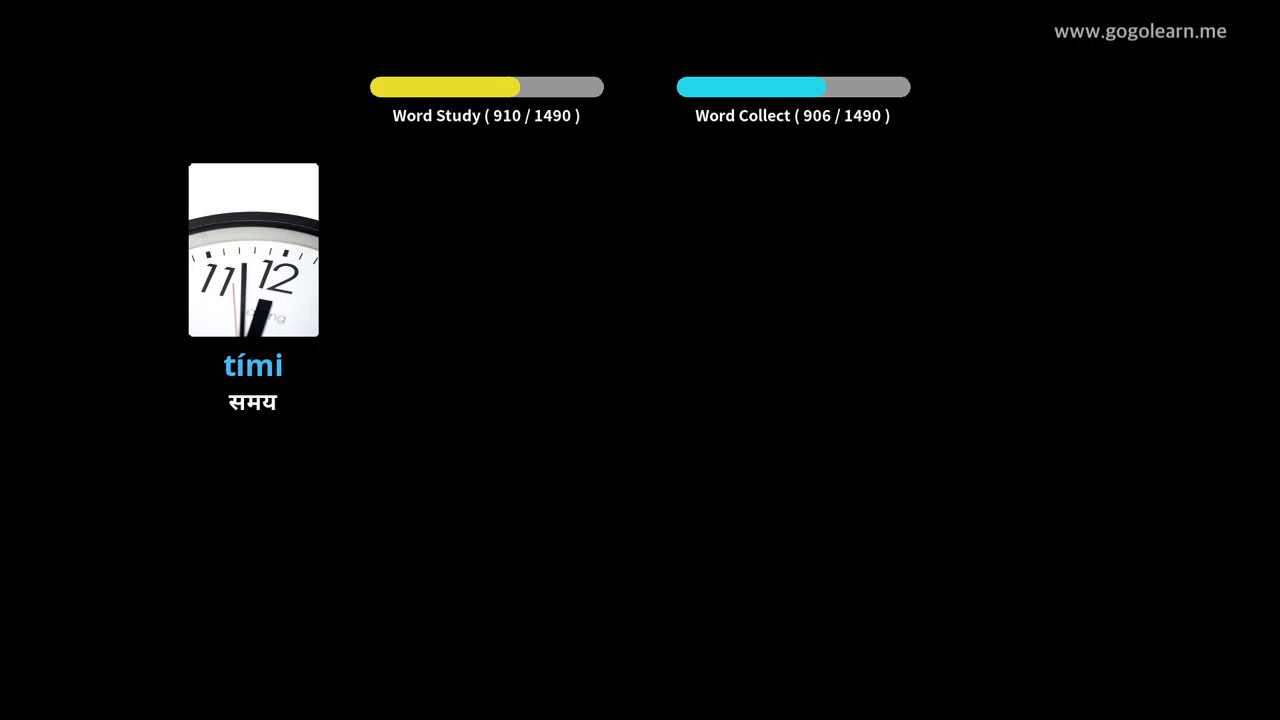 www.gogolearn.me
Word Study ( 910 / 1490 )
Word Collect ( 906 / 1490 )
11 12
tími
समय